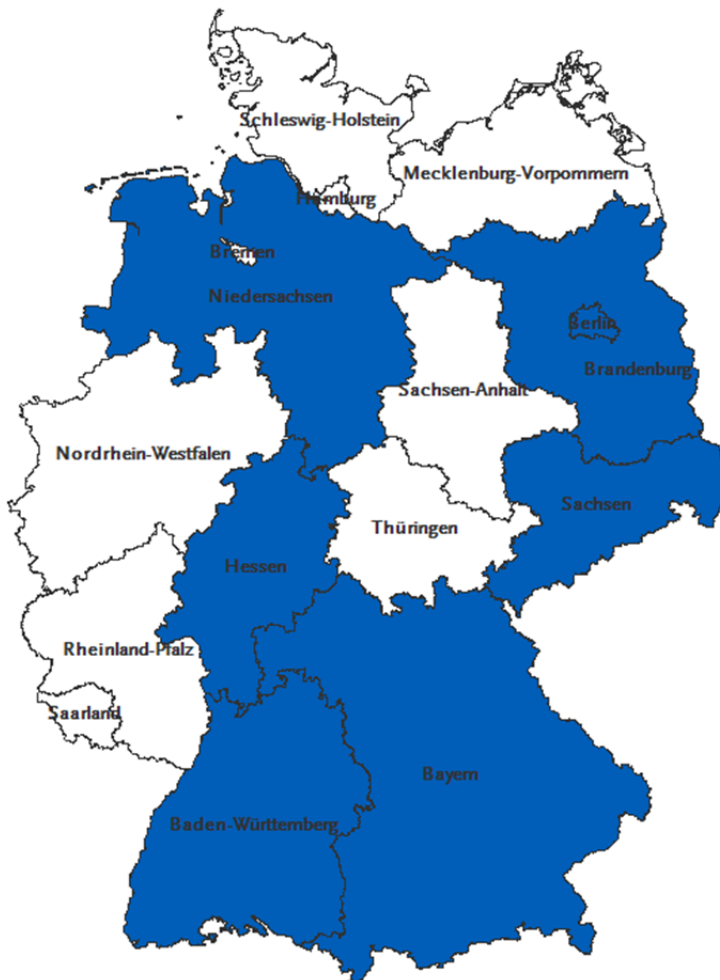 Schleswig-Holstein
Mecklenburg-Vorpommern
Hamburg
Bremen
Niedersachsen
Berlin
Brandenburg
Sachsen-Anhalt
Nordrhein-Westfalen
Sachsen
Thüringen
Hessen
Rheinland-Pfalz
Saarland
Bayern
Baden-Württemberg